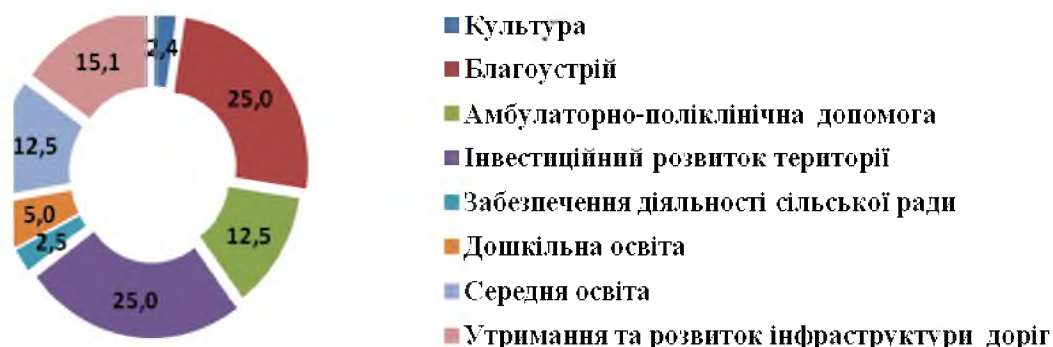 2,4
25,0
12,5
25,0
2,5
5,0
12,5
15,1
Культура
Благоустрій
Амбулаторно-поліклінічна допомога
Інвестиційний розвиток території
Забезпечення діяльності сільської ради
Дошкільна освіта
Середня освіта
Утримання та розвиток інфраструктури доріг